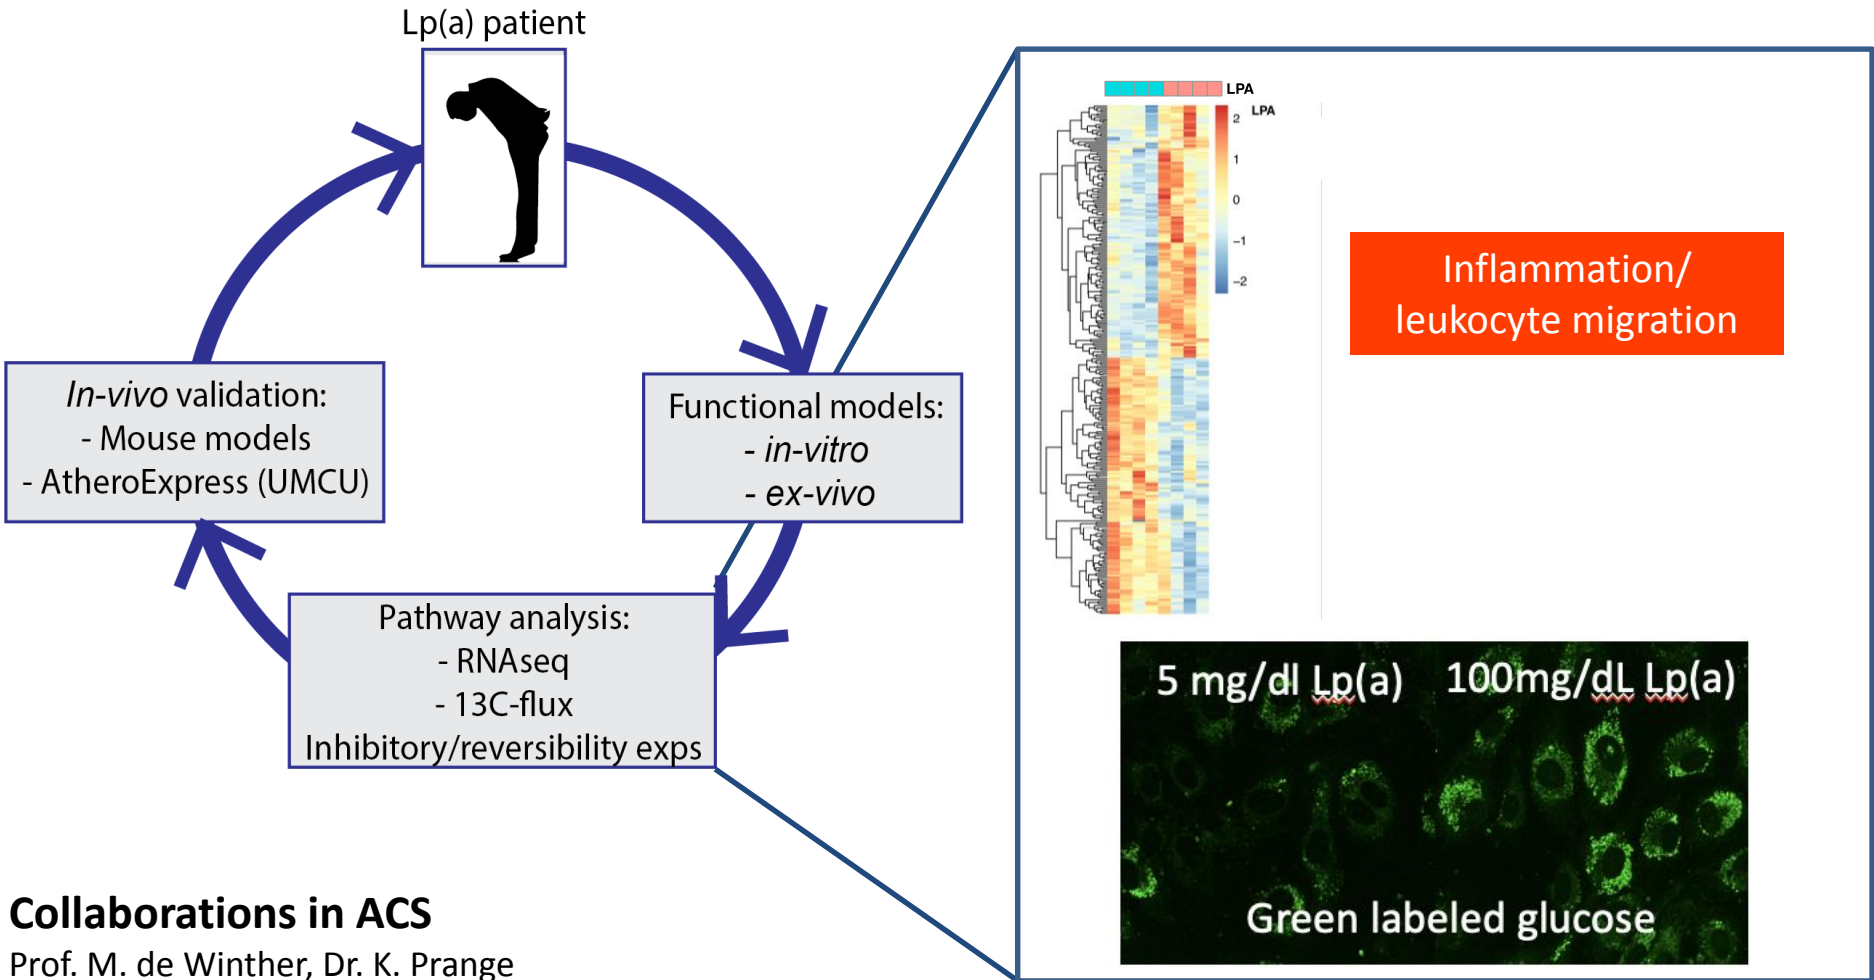 Lp(a) patient
In-vivo validation:
- Mouse models
- AtheroExpress (UMCU)
Functional models:
- in-vitro
- ex-vivo
Pathway analysis:
- RNAseq
- 13C-flux
Inhibitory/reversibility exps
Collaborations in ACS
Prof. M. de Winther, Dr. K. Prange
LPA
2
LPA
1
0
−1
−2
Inflammation/
leukocyte migration
5 mg/dl Lp(a)
100mg/dL Lp(a)
Green labeled glucose